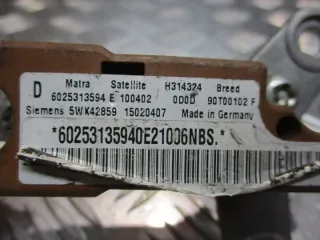 D Matra Satellite H314324 Breed
6025313594 E 100402 0D0D 90T00102 F
Siemens 5WK42859 15020407 Made in Germany
*60253135940E21006NBS.*